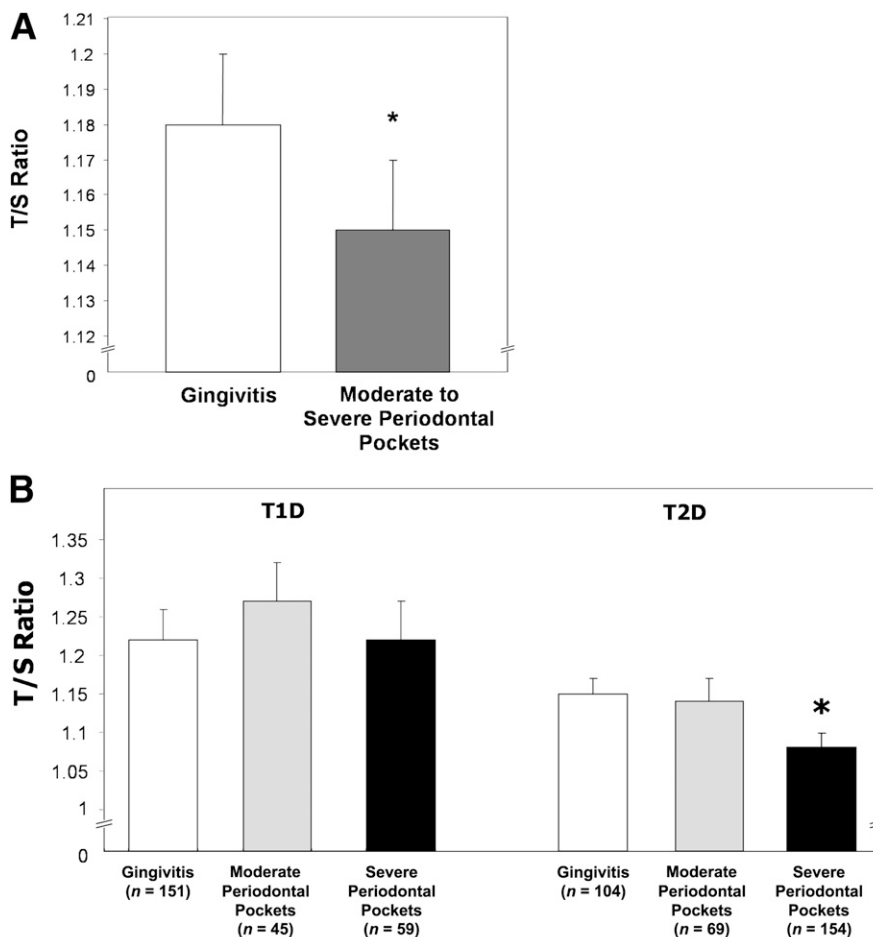 A
T/S Ratio
1.21
1.2
1.19
1.18
1.17
1.16
1.15
1.14
1.13
1.12
0
*
Gingivitis
Moderate to
Severe Periodontal
Pockets
B
T/S Ratio
T1D
T2D
1.35
1.3
1.25
1.2
1.15
1.1
1.05
1
0
*
Gingivitis
(n = 151)
Moderate
Periodontal
Pockets
(n = 45)
Severe
Periodontal
Pockets
(n = 59)
Gingivitis
(n = 104)
Moderate
Periodontal
Pockets
(n = 69)
Severe
Periodontal
Pockets
(n = 154)